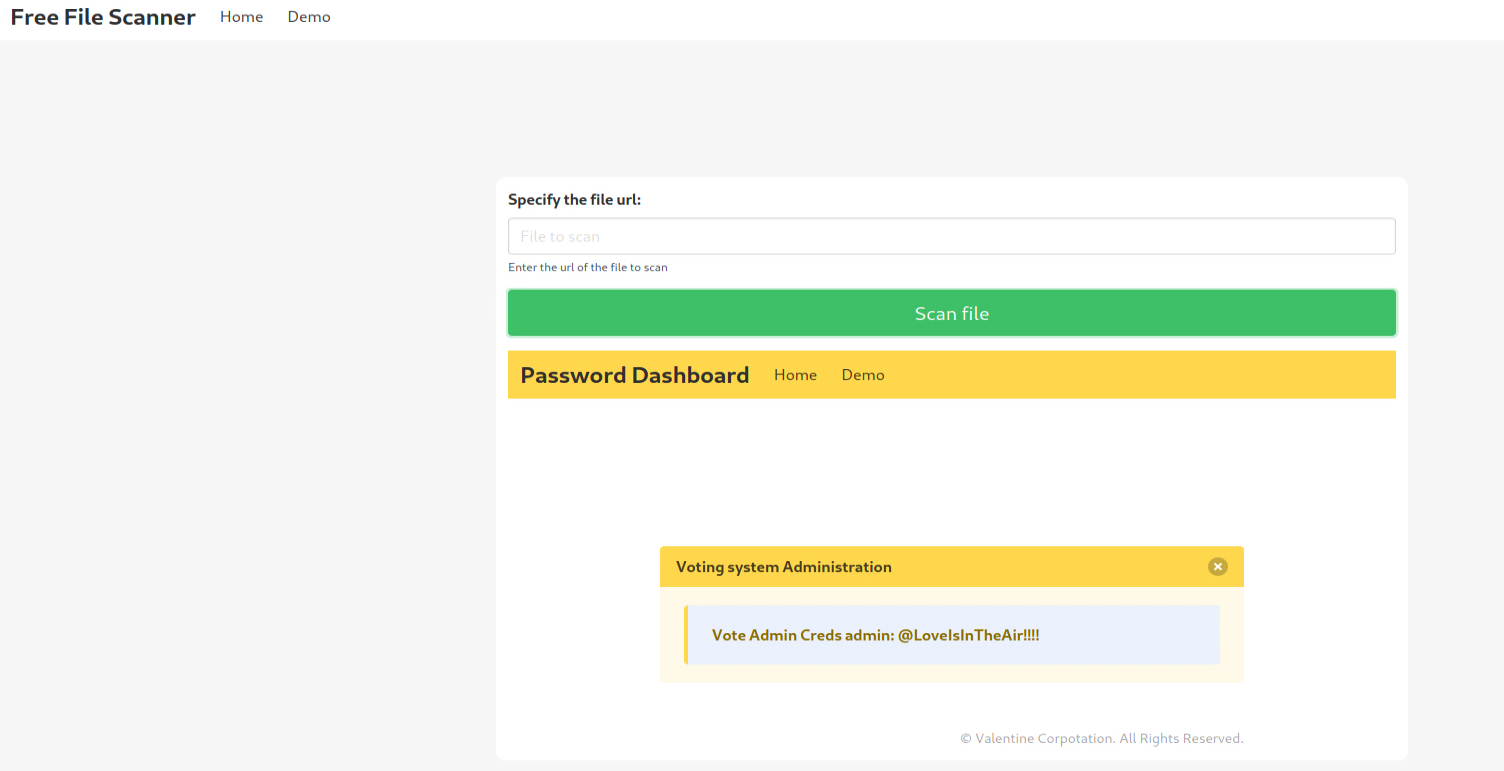 Free File Scanner Home Demo
Specify the file url:
File to scan
Enter the url of the file to scan
Scan file
Password Dashboard Home Demo
Voting system Administration
Vote Admin Creds admin: @LoveIsInTheAir!!!!
© Valentine Corpotation. All Rights Reserved.